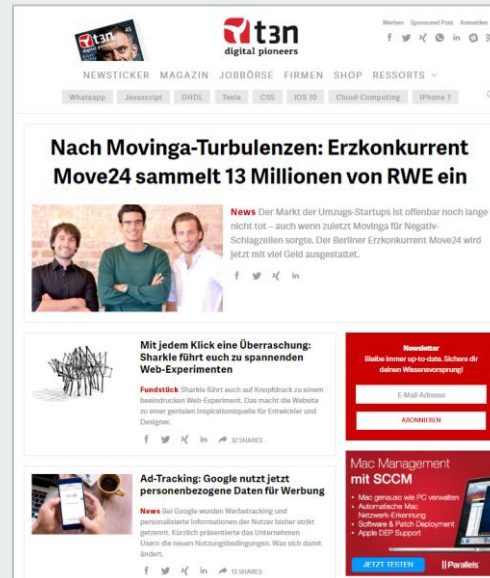 t3n
43
t3n
digital pioneers
Werben Sponsored Post Anmelden
NEWSTICKER MAGAZIN JOBBÖRSE FIRMEN SHOP RESSORTS
Whatsapp Javascript DHDL Tesla CSS IOS 10 Cloud-Computing iPhone 7
Nach Movinga-Turbulenzen: Erzkonkurrent
Move24 sammelt 13 Millionen von RWE ein
News Der Markt der Umzugs-Startups ist offenbar noch lange
nicht tot – auch wenn zuletzt Movinga für Negativ-
Schlagzeilen sorgte. Der Berliner Erzkonkurrent Move24 wird
jetzt mit viel Geld ausgestattet.
Mit jedem Klick eine Überraschung:
Sharkle führt euch zu spannenden
Web-Experimenten
Fundstück Sharkle führt euch auf Knopfdruck zu einem
beeindrucken Web-Experiment. Das macht die Website
zu einer genialen Inspirationsquelle für Entwickler und
Designer.
32 SHARES
Newsletter
Bleibe immer up-to-date. Sichere dir
deinen Wissensvorsprung!
E-Mail-Adresse
ABONNIEREN
Ad-Tracking: Google nutzt jetzt
personenbezogene Daten für Werbung
News Bei Google wurden Werbetracking und
personalisierte Informationen der Nutzer bisher strikt
getrennt. Kürzlich präsentierte das Unternehmen
Usern die neuen Nutzungsbedingungen. Was sich damit
ändert.
13 SHARES
Mac Management
mit SCCM
• Mac genauso wie PC verwalten
• Automatische Mac
Netzwerk-Erkennung
• Software & Patch Deployment
• Apple DEP Support
JETZT TESTEN
Parallels